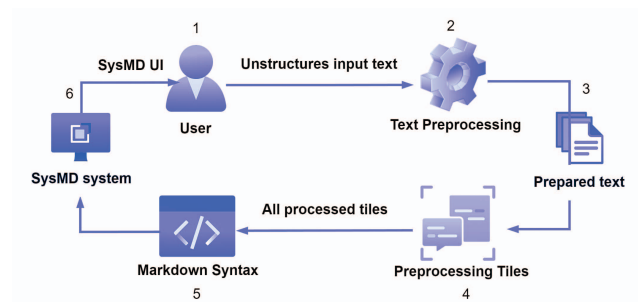 1
2
SysMD UI
Unstructures input text
6
3
User
Text Preprocessing
SysMD system
Prepared text
All processed tiles
Markdown Syntax
Preprocessing Tiles
5
4